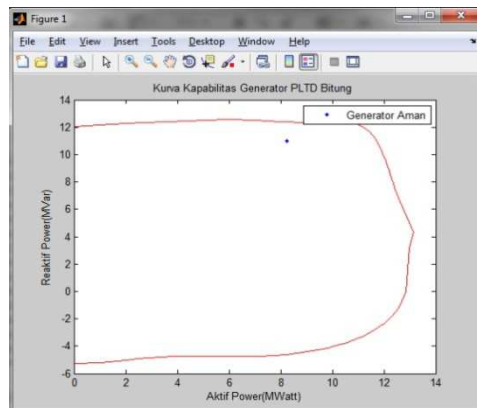 Figure 1
File Edit View Insert Tools Desktop Window Help
Kurva Kapabilitas Generator PLTD Bitung
Generator Aman
Reaktif Power(MVar)
14
12
10
8
6
4
2
0
-2
-4
-6
0 2 4 6 8 10 12 14
Aktif Power(MWatt)